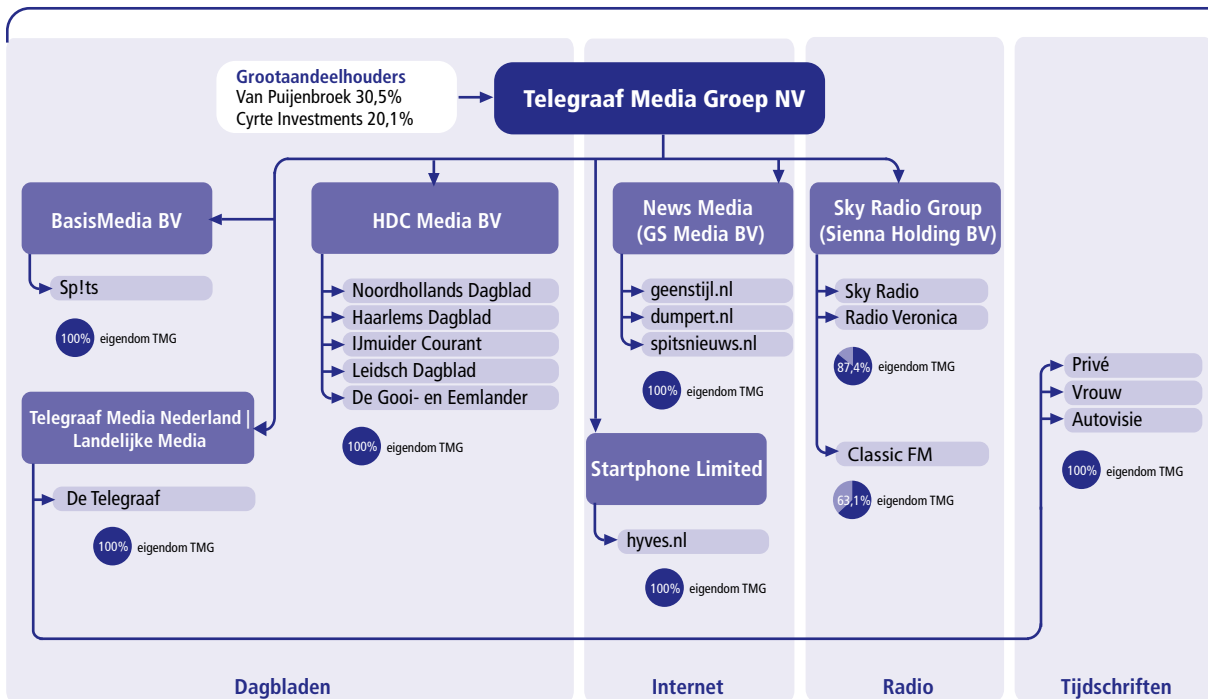 Grootaandeelhouders
Van Puijenbroek 30,5%
Cyrte Investments 20,1%
Telegraaf Media Groep NV
BasisMedia BV
Sp!ts
100% eigendom TMG
Telegraaf Media Nederland |
Landelijke Media
De Telegraaf
100% eigendom TMG
HDC Media BV
Noordhollands Dagblad
Haarlems Dagblad
IJmuider Courant
Leidsch Dagblad
De Gooi- en Eemlander
100% eigendom TMG
News Media
(GS Media BV)
geenstijl.nl
dumpert.nl
spitsnieuws.nl
100% eigendom TMG
Startphone Limited
hyves.nl
100% eigendom TMG
Sky Radio Group
(Sienna Holding BV)
Sky Radio
Radio Veronica
87,4% eigendom TMG
Classic FM
63,1% eigendom TMG
Privé
Vrouw
Autovisie
100% eigendom TMG
Dagbladen
Internet
Radio
Tijdschriften